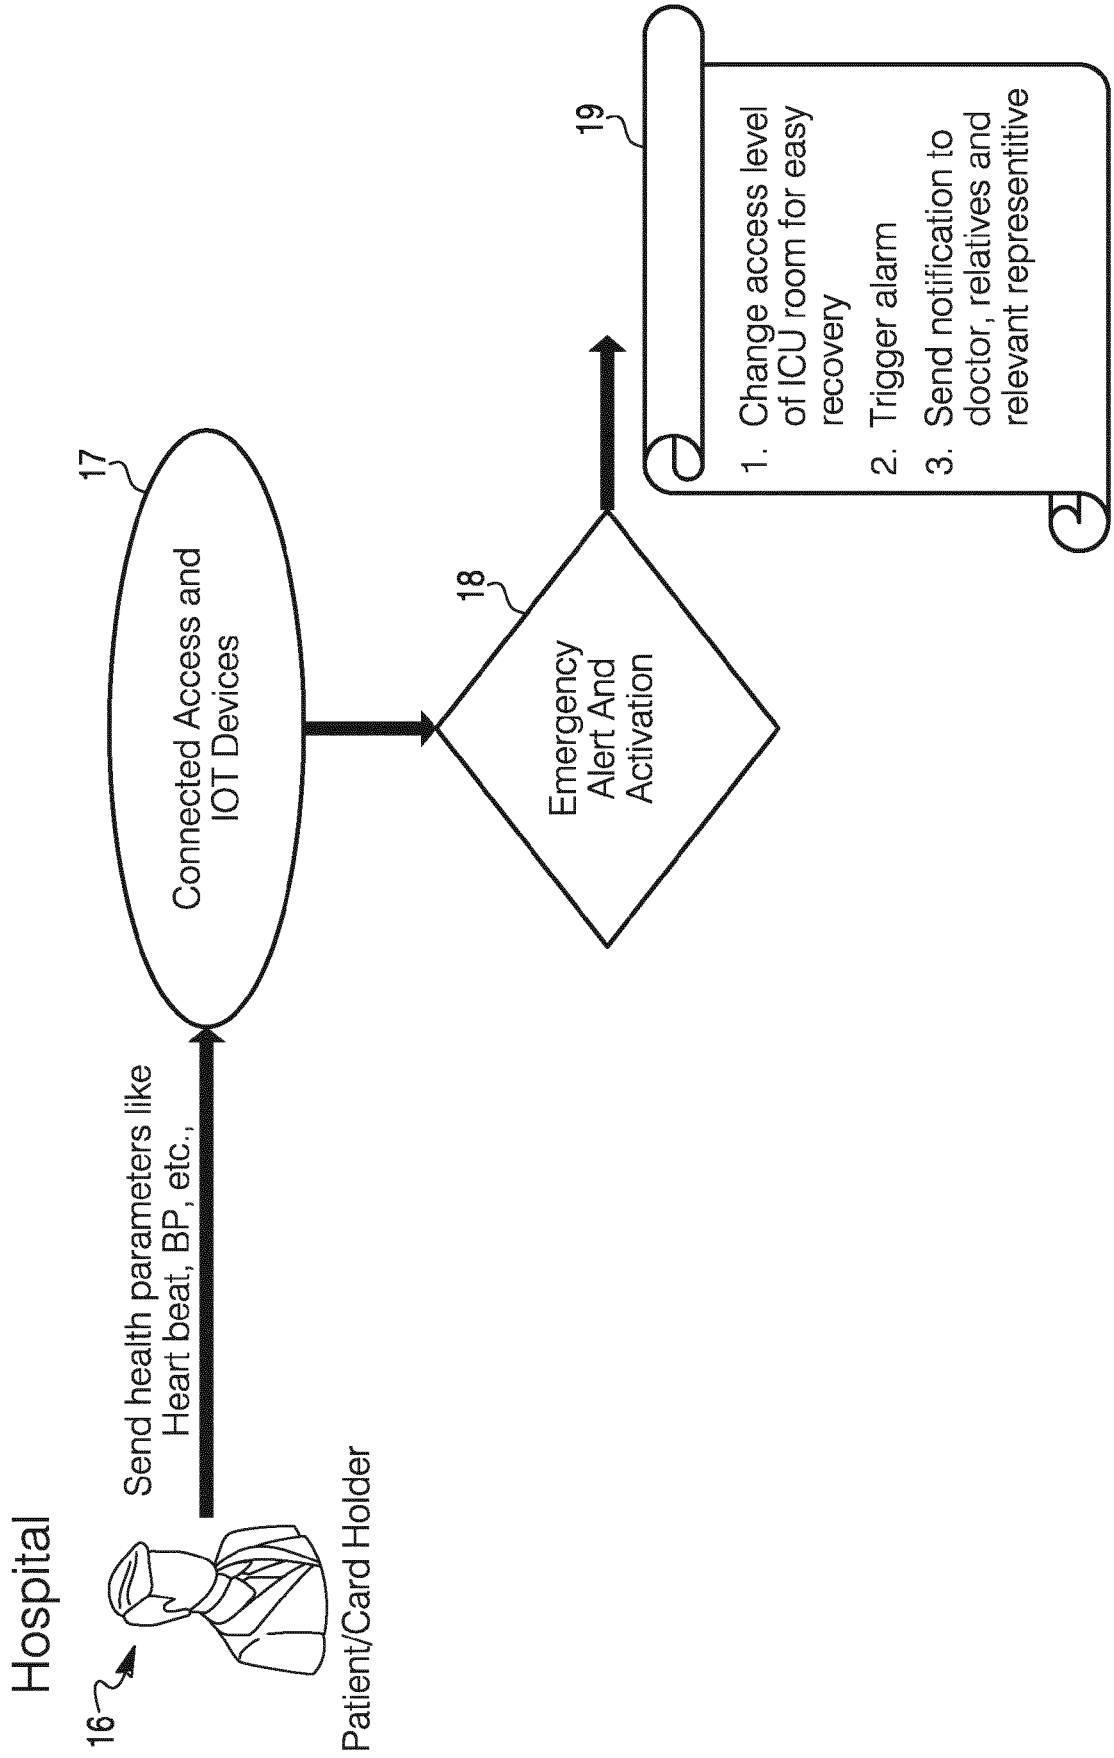 Hospital
16
Patient/Card Holder
Send health parameters like
Heart beat, BP, etc.,
17
Connected Access and
IOT Devices
18
Emergency
Alert And
Activation
19
1. Change access level
of ICU room for easy
recovery
2. Trigger alarm
3. Send notification to
doctor, relatives and
relevant representitive